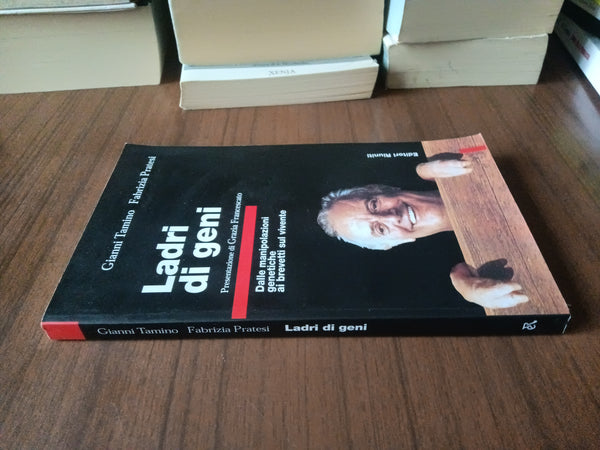 XENIA
Gianni Tamino Fabrizia Pratesi
Ladri
di geni
Presentazione di Grazia Francescato
Dalle manipolazioni
genetiche
ai brevetti sul vivente
Editori Riuniti
Gianni Tamino Fabrizia Pratesi Ladri di geni